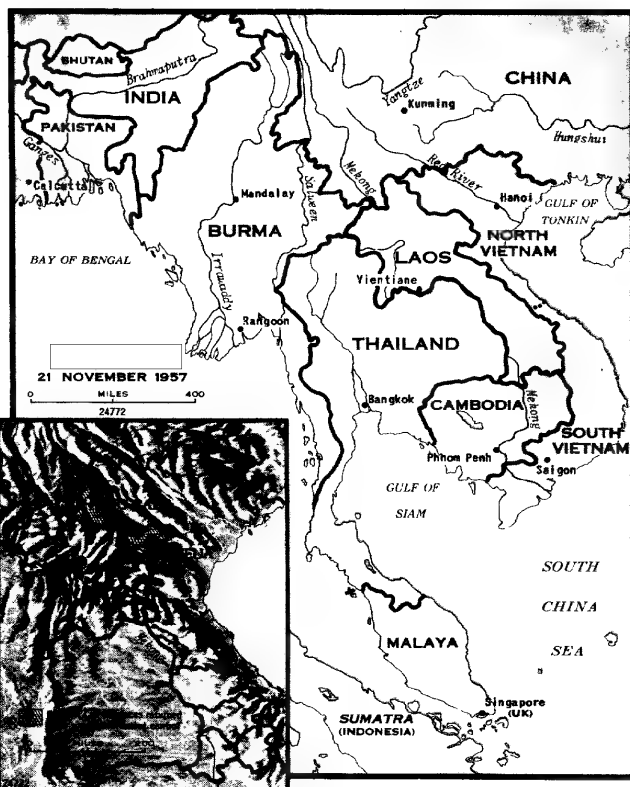 BHUTAN
Brahmaputra
INDIA
CHINA
Yangtze
Kunming
PAKISTAN
Ganges
Hungshui
Calcutta
Red River
Mekong
Salween
Hanoi
GULF OF
TONKIN
Mandalay
BURMA
NORTH
VIETNAM
LAOS
BAY OF BENGAL
Irrawaddy
Vientiane
Rangoon
THAILAND
21 NOVEMBER 1957
0 MILES 400
24772
Bangkok
CAMBODIA
Mekong
SOUTH
VIETNAM
Phnom Penh
Saigon
GULF OF
SIAM
SOUTH
CHINA
SEA
MALAYA
Singapore
(UK)
SUMATRA
(INDONESIA)